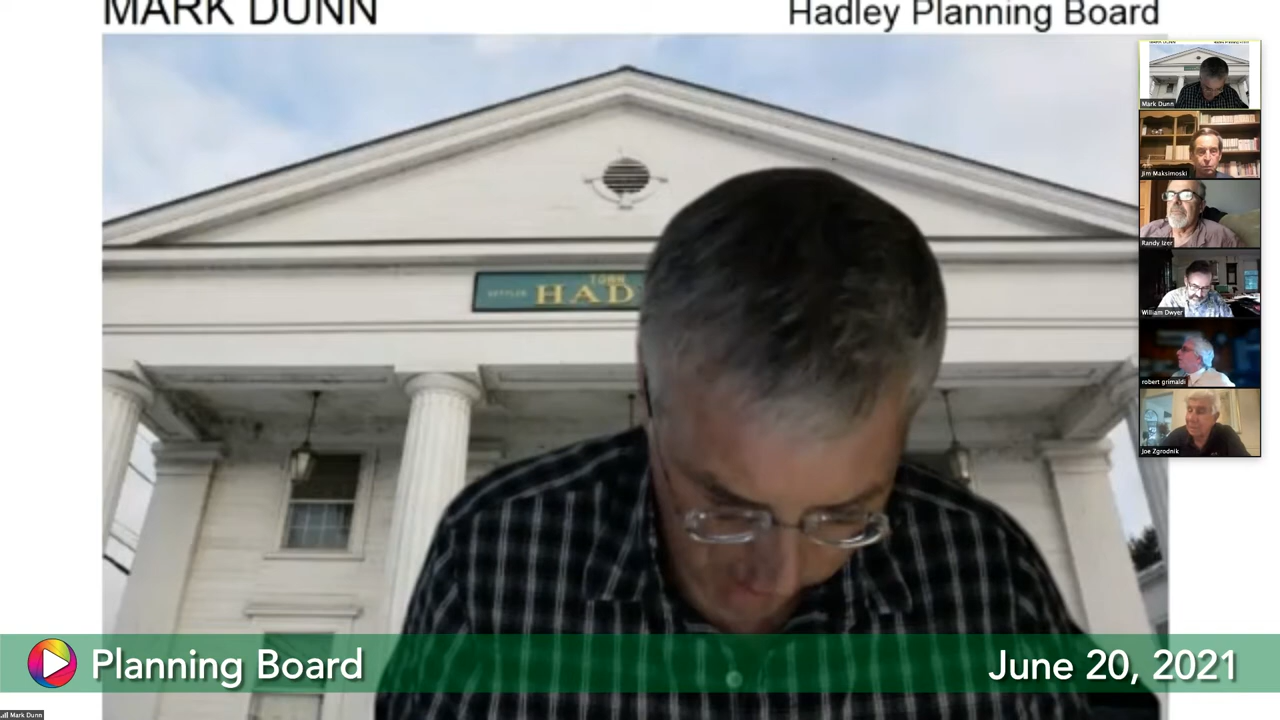 MARK DUNN
Hadley Planning Board
TOWN
HAD
Mark Dunn
Jim Maksimoski
Randy Izer
William Dwyer
robert grimaldi
Joe Zgrodnik
Planning Board
June 20, 2021
Mark Dunn